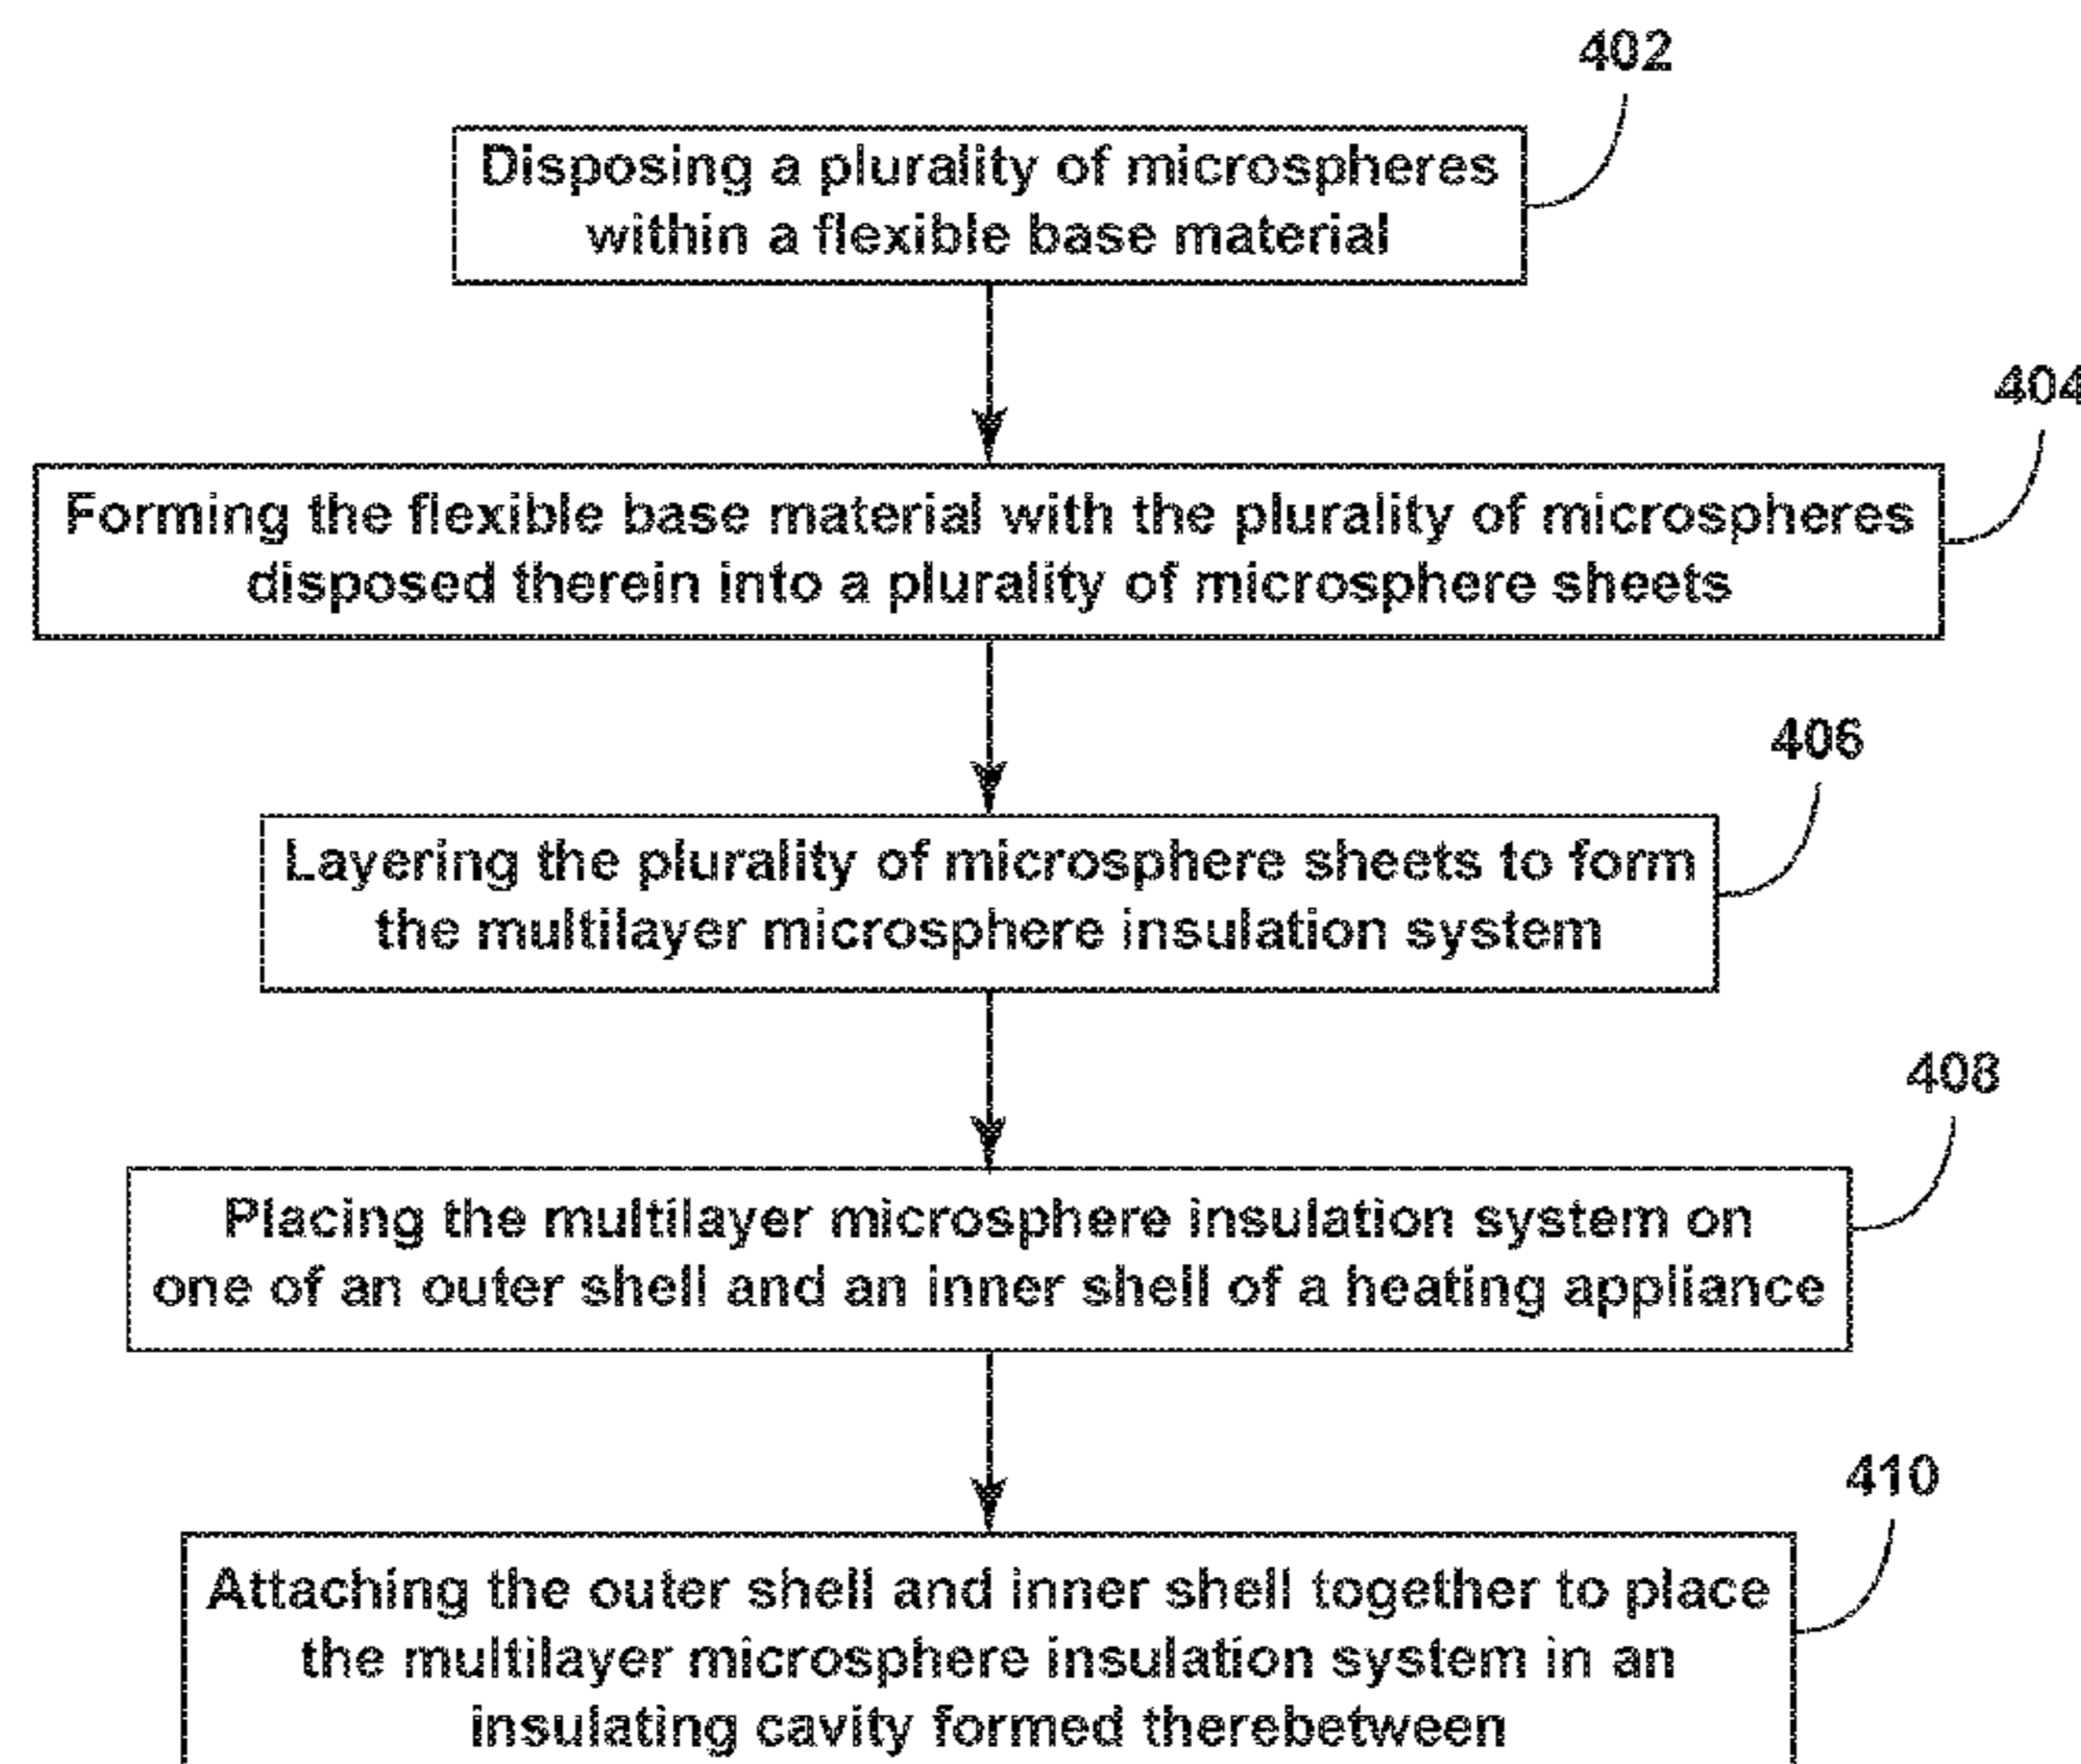 402
Disposing a plurality of microspheres
within a flexible base material
404
Forming the flexible base material with the plurality of microspheres
disposed therein into a plurality of microsphere sheets
406
Layering the plurality of microsphere sheets to form
the multilayer microsphere insulation system
408
Placing the multilayer microsphere insulation system on
one of an outer shell and an inner shell of a heating appliance
410
Attaching the outer shell and inner shell together to place
the multilayer microsphere insulation system in an
insulating cavity formed therebetween